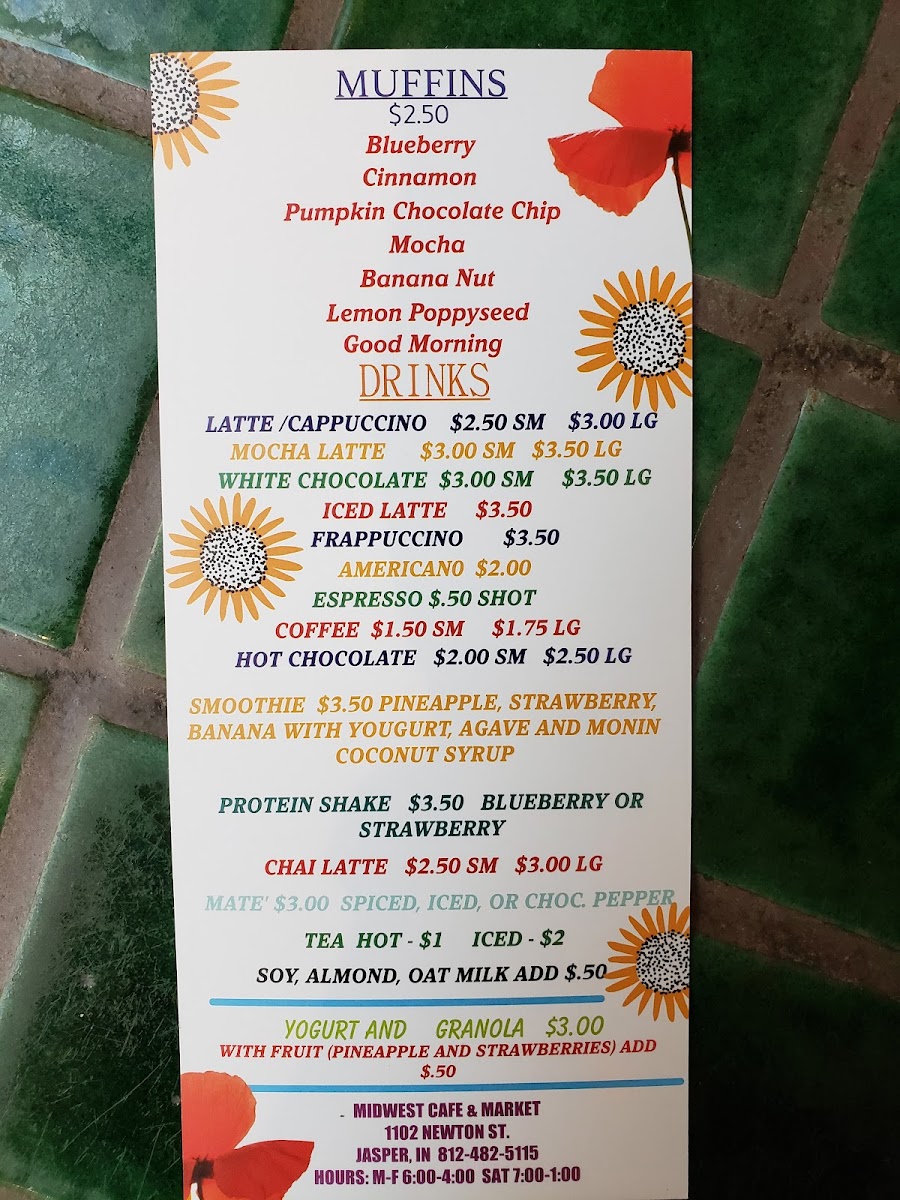 MUFFINS
$2.50
Blueberry
Cinnamon
Pumpkin Chocolate Chip
Mocha
Banana Nut
Lemon Poppyseed
Good Morning
DRINKS
LATTE /CAPPUCCINO $2.50 SM $3.00 LG
MOCHA LATTE $3.00 SM $3.50 LG
WHITE CHOCOLATE $3.00 SM $3.50 LG
ICED LATTE $3.50
FRAPPUCCINO $3.50
AMERICAN0 $2.00
ESPRESSO $.50 SHOT
COFFEE $1.50 SM $1.75 LG
HOT CHOCOLATE $2.00 SM $2.50 LG
SMOOTHIE $3.50 PINEAPPLE, STRAWBERRY,
BANANA WITH YOUGURT, AGAVE AND MONIN
COCONUT SYRUP
PROTEIN SHAKE $3.50 BLUEBERRY OR
STRAWBERRY
CHAI LATTE $2.50 SM $3.00 LG
MATE' $3.00 SPICED, ICED, OR CHOC. PEPPER
TEA HOT - $1 ICED - $2
SOY, ALMOND, OAT MILK ADD $.50
YOGURT AND GRANOLA $3.00
WITH FRUIT (PINEAPPLE AND STRAWBERRIES) ADD
$.50
- MIDWEST CAFE & MARKET
1102 NEWTON ST.
JASPER, IN 812-482-5115
HOURS: M-F 6:00-4:00 SAT 7:00-1:00